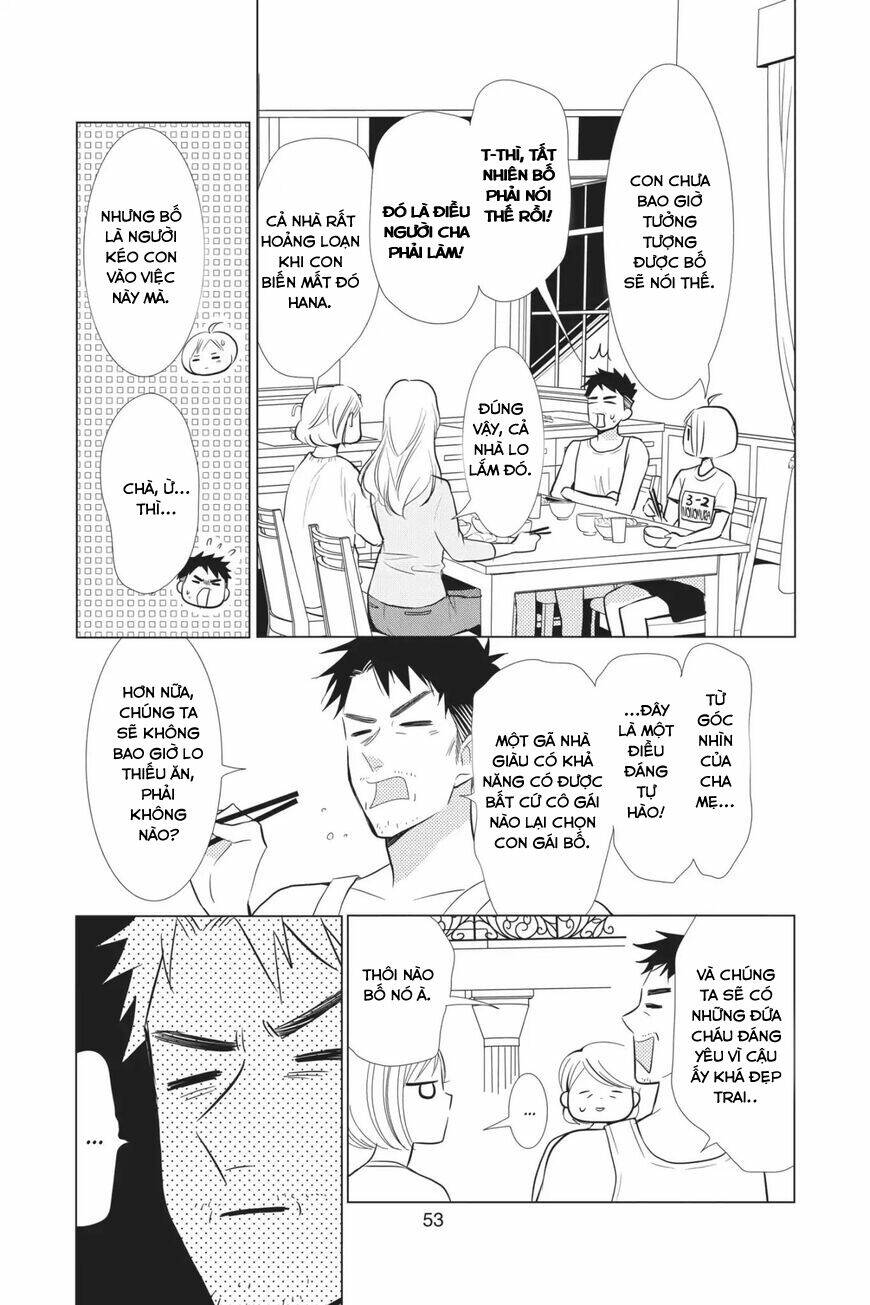 CON CHƯA
BAO GIỜ
TƯỞNG
TƯỢNG
ĐƯỢC BỐ
SẼ NÓI THẾ.
T-THÌ, TẤT
NHIÊN BỐ
PHẢI NÓI
THẾ RỒI!
ĐÓ LÀ ĐIỀU
NGƯỜI CHA
PHẢI LÀM!
CẢ NHÀ RẤT
HOẢNG LOẠN
KHI CON
BIẾN MẤT ĐÓ
HANA.
ĐÚNG
VẬY, CẢ
NHÀ LO
LẮM ĐÓ.
3-2
NHƯNG BỐ
LÀ NGƯỜI
KÉO CON
VÀO VIỆC
NÀY MÀ.
CHÀ, Ừ...
THÌ...
TỪ
GÓC
NHÌN
CỦA
CHA
MẸ...
...ĐÂY
LÀ MỘT
ĐIỀU
ĐÁNG
TỰ
HÀO!
MỘT GÃ NHÀ
GIÀU CÓ KHẢ
NĂNG CÓ ĐƯỢC
BẤT CỨ CÔ GÁI
NÀO LẠI CHỌN
CON GÁI BỐ.
HƠN NỮA,
CHÚNG TA
SẼ KHÔNG
BAO GIỜ LO
THIẾU ĂN,
PHẢI
KHÔNG
NÀO?
VÀ CHÚNG
TA SẼ CÓ
NHỮNG ĐỨA
CHÁU ĐÁNG
YÊU VÌ CẬU
ẤY KHÁ ĐẸP
TRAI..
...
THÔI NÀO
BỐ NÓ À.
...
53